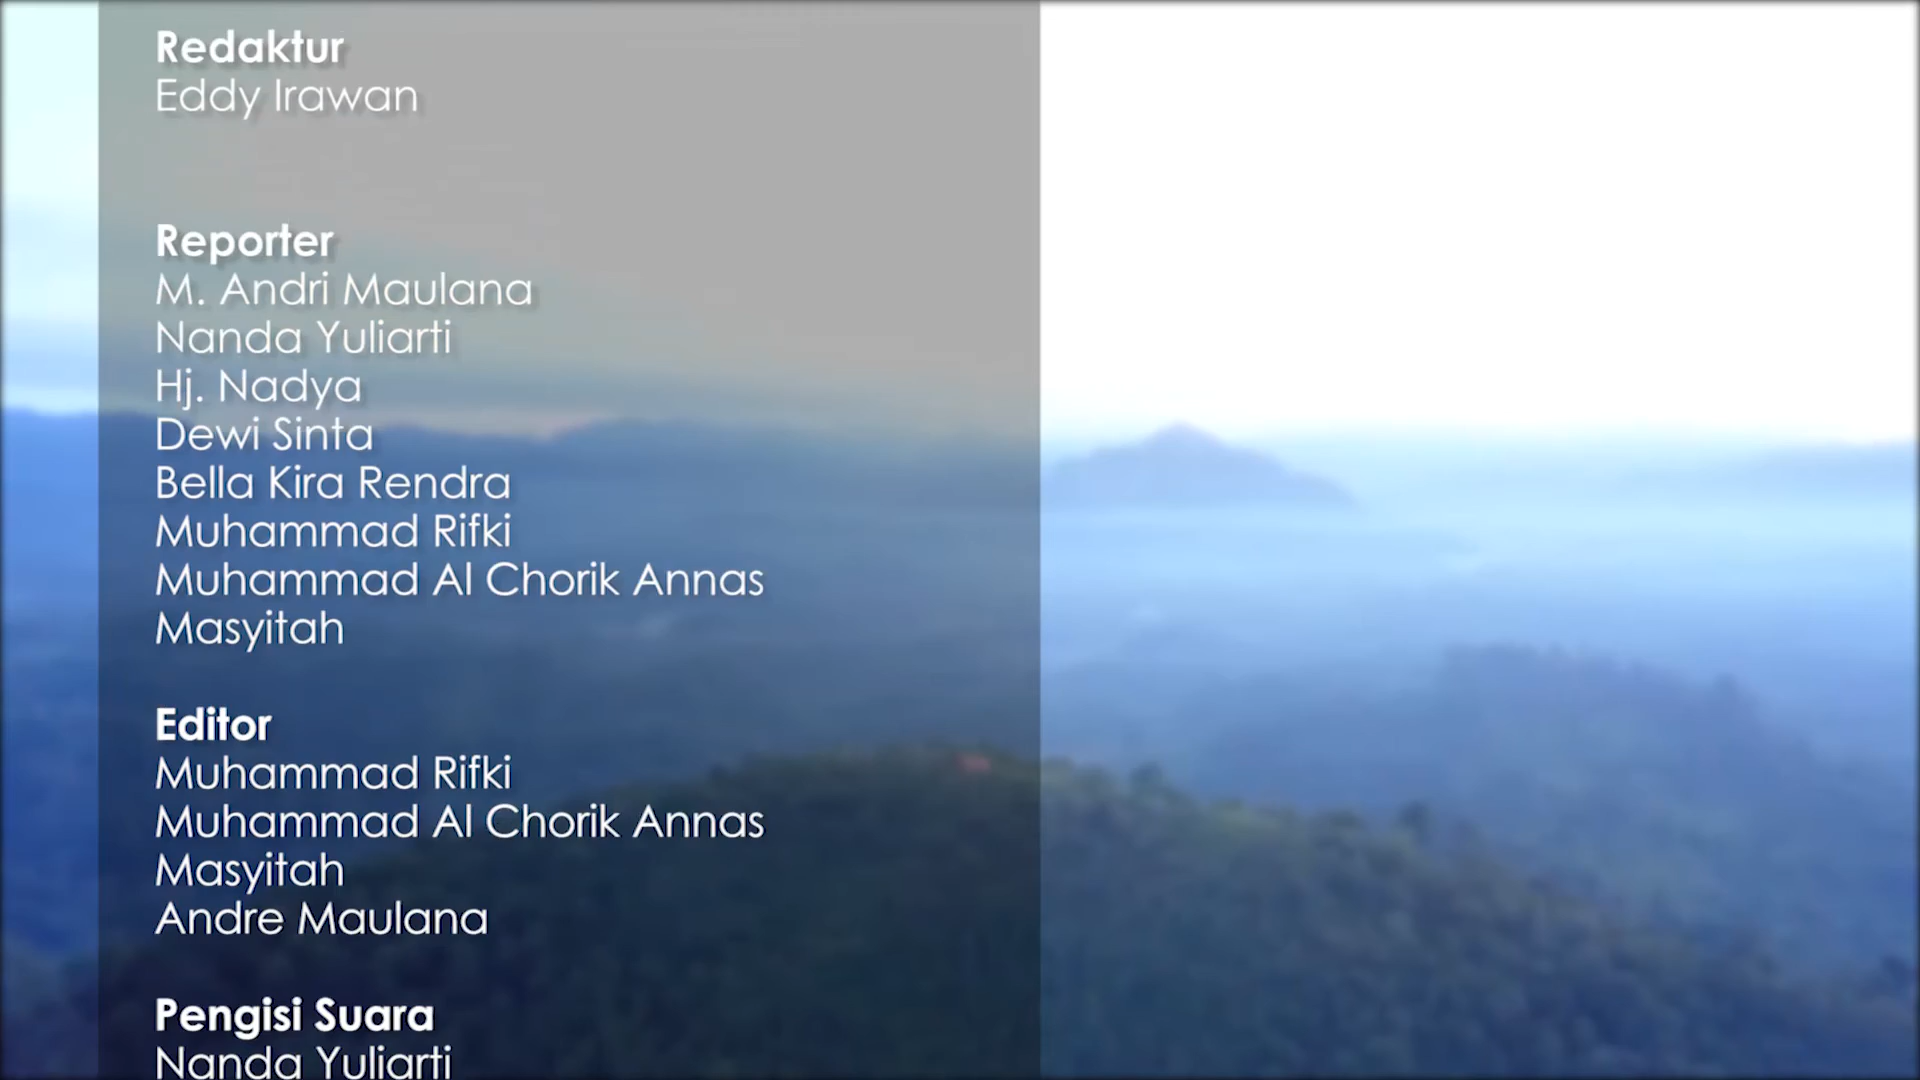 Redaktur
Eddy Irawan
Reporter
M. Andri Maulana
Nanda Yuliarti
Hj. Nadya
Dewi Sinta
Bella Kira Rendra
Muhammad Rifki
Muhammad Al Chorik Annas
Masyitah
Editor
Muhammad Rifki
Muhammad Al Chorik Annas
Masyitah
Andre Maulana
Pengisi Suara
Nanda Yuliarti